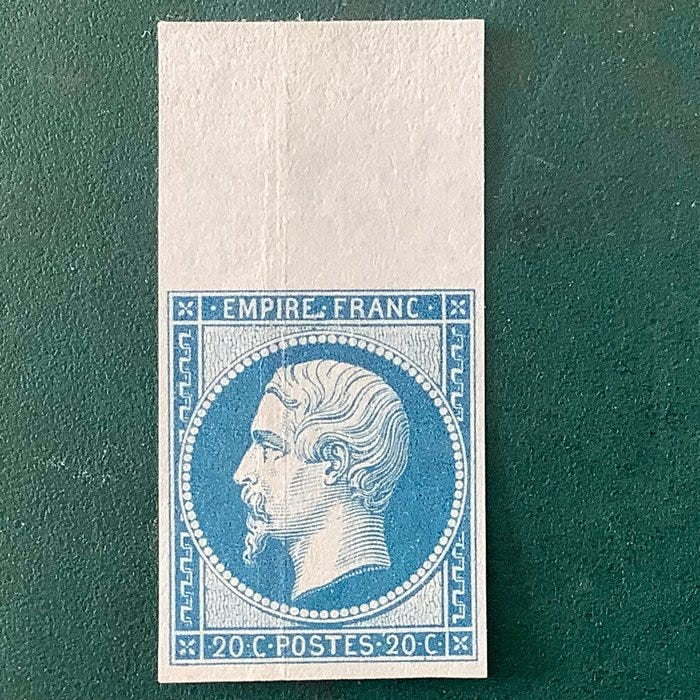 · EMPIRE · FRANC ·
20 · C · POSTES · 20 C ·